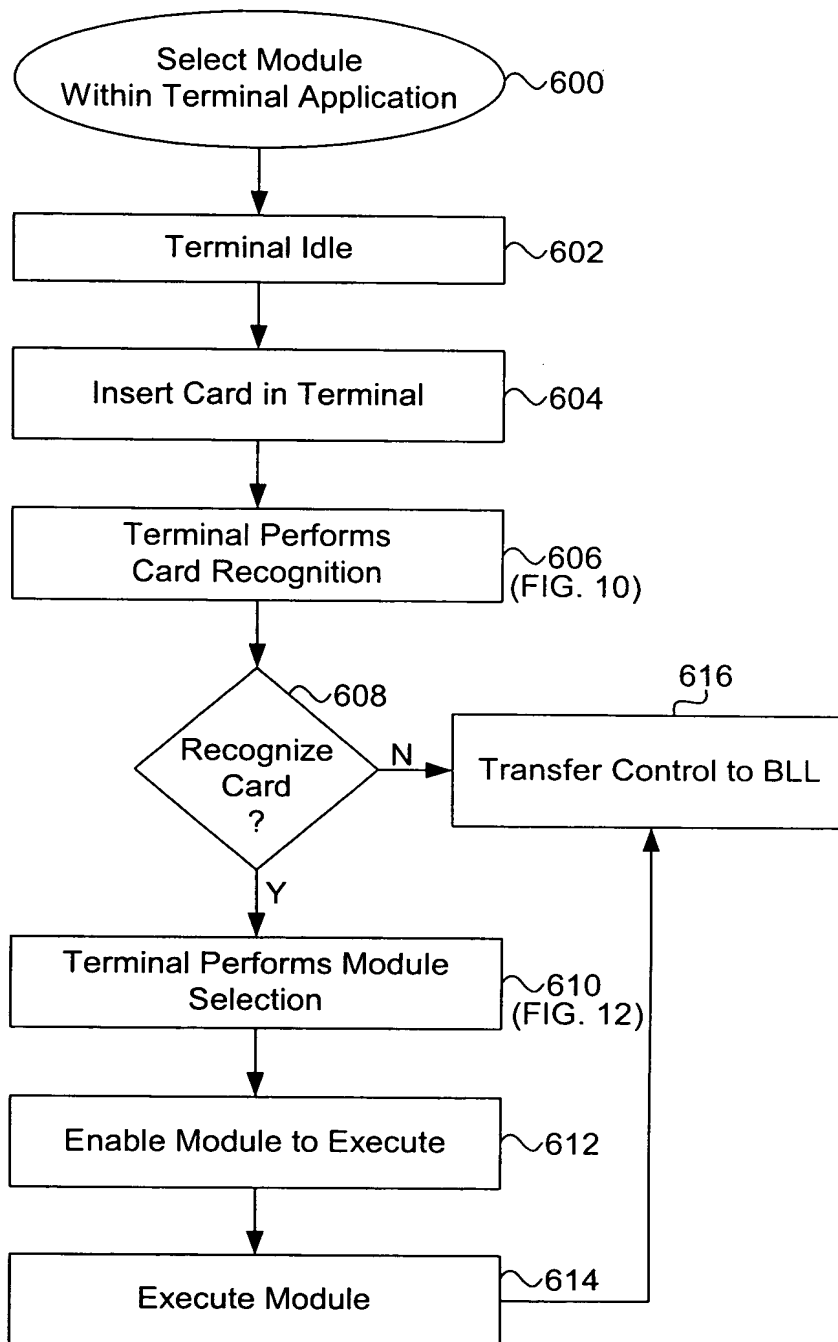 Select Module
Within Terminal Application
600
Terminal Idle
602
Insert Card in Terminal
604
Terminal Performs
Card Recognition
606
(FIG. 10)
608
Recognize
Card
?
N
616
Transfer Control to BLL
Y
Terminal Performs Module
Selection
610
(FIG. 12)
Enable Module to Execute
612
Execute Module
614